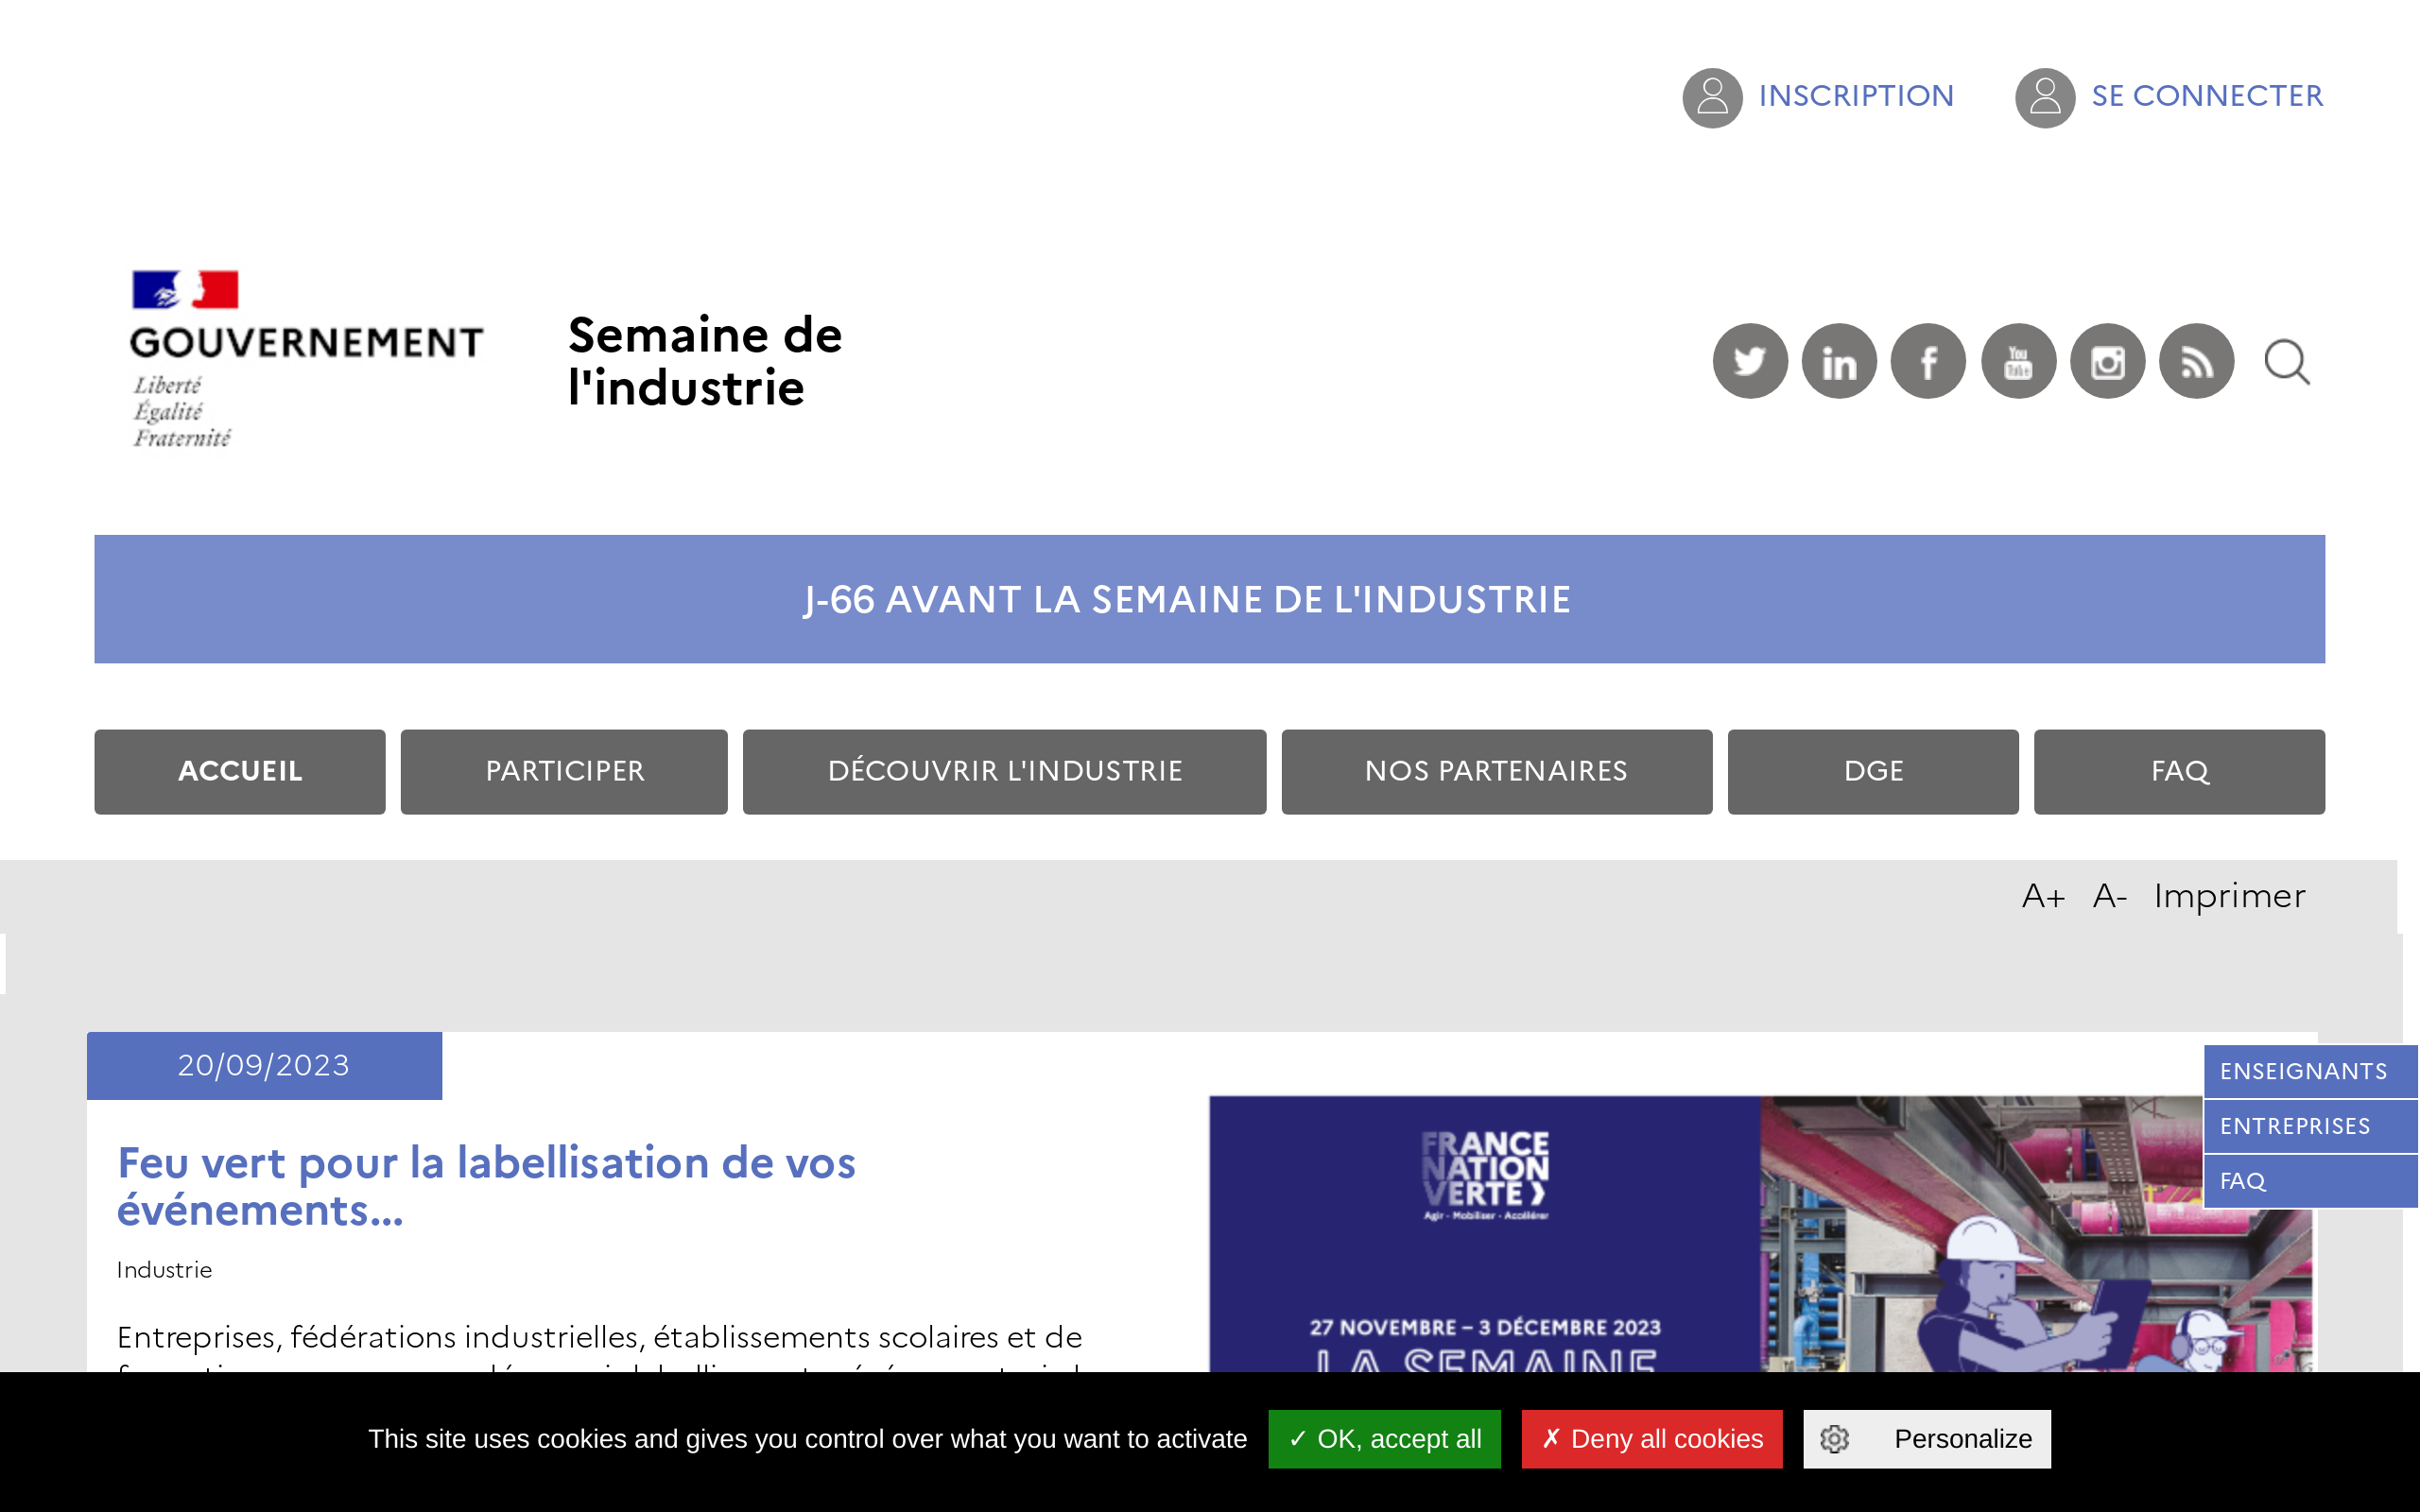 INSCRIPTION
SE CONNECTER
GOUVERNEMENT
Liberté
Égalité
Fraternité
Semaine de
l'industrie
J-66 AVANT LA SEMAINE DE L'INDUSTRIE
ACCUEIL
PARTICIPER
DÉCOUVRIR L'INDUSTRIE
NOS PARTENAIRES
DGE
FAQ
A+ A- Imprimer
20/09/2023
Feu vert pour la labellisation de vos
événements...
Industrie
Entreprises, fédérations industrielles, établissements scolaires et de
FRANCE
NATION
VERTE
Agir - Mobiliser - Accélérer
27 NOVEMBRE – 3 DÉCEMBRE 2023
LA SEMAINE
ENSEIGNANTS
ENTREPRISES
FAQ
This site uses cookies and gives you control over what you want to activate
✓ OK, accept all
✗ Deny all cookies
Personalize